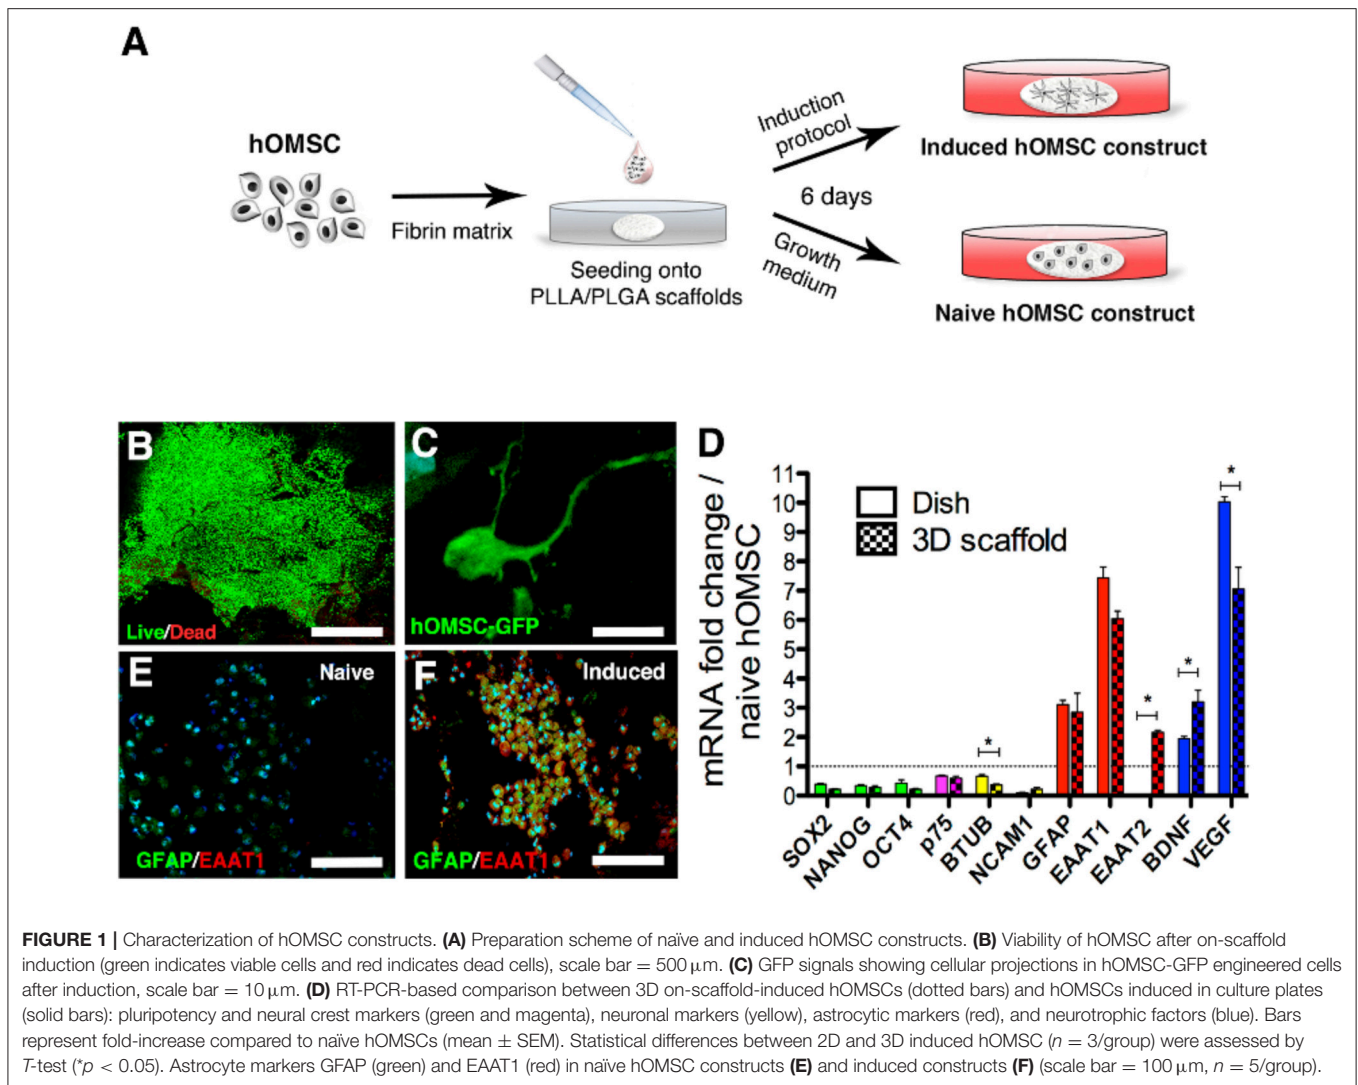 A
hOMSC
Fibrin matrix
Seeding onto
PLLA/PLGA scaffolds
Induction
protocol
6 days
Growth
medium
Induced hOMSC construct
Naive hOMSC construct
B
Live/Dead
C
hOMSC-GFP
E
Naive
GFAP/EAAT1
F
Induced
GFAP/EAAT1
D
mRNA fold change /
naive hOMSC
11
10
9
8
7
6
5
4
3
2
1
0
Dish
3D scaffold
*
*
*
*
SOX2
NANOG
OCT4
p75
BTUB
NCAM1
GFAP
EAAT1
EAAT2
BDNF
VEGF
FIGURE 1 | Characterization of hOMSC constructs. (A) Preparation scheme of naïve and induced hOMSC constructs. (B) Viability of hOMSC after on-scaffold
induction (green indicates viable cells and red indicates dead cells), scale bar = 500 μm. (C) GFP signals showing cellular projections in hOMSC-GFP engineered cells
after induction, scale bar = 10 μm. (D) RT-PCR-based comparison between 3D on-scaffold-induced hOMSCs (dotted bars) and hOMSCs induced in culture plates
(solid bars): pluripotency and neural crest markers (green and magenta), neuronal markers (yellow), astrocytic markers (red), and neurotrophic factors (blue). Bars
represent fold-increase compared to naïve hOMSCs (mean ± SEM). Statistical differences between 2D and 3D induced hOMSC (n = 3/group) were assessed by
T-test (*p < 0.05). Astrocyte markers GFAP (green) and EAAT1 (red) in naïve hOMSC constructs (E) and induced constructs (F) (scale bar = 100 μm, n = 5/group).